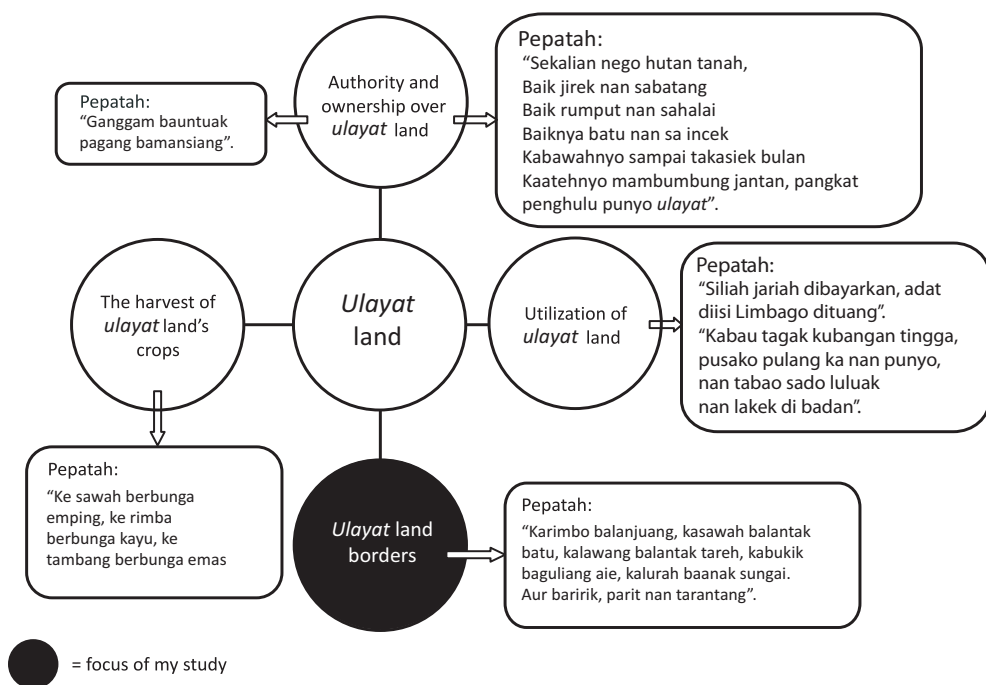 Pepatah:
“Ganggam bauntuak
pagang bamansiang”.
Authority and
ownership over
ulayat land
Pepatah:
“Sekalian nego hutan tanah,
Baik jirek nan sabatang
Baik rumput nan sahalai
Baiknya batu nan sa incek
Kabawahnyo sampai takasiek bulan
Kaatehnyo mambumbung jantan, pangkat
penghulu punyo ulayat”.
The harvest of
ulayat land’s
crops
Ulayat
land
Utilization of
ulayat land
Pepatah:
“Siliah jariah dibayarkan, adat
diisi Limbago dituang”.
“Kabau tagak kubangan tingga,
pusako pulang ka nan punyo,
nan tabao sado luluak
nan lakek di badan”.
Pepatah:
“Ke sawah berbunga
emping, ke rimba
berbunga kayu, ke
tambang berbunga emas
Ulayat land
borders
Pepatah:
“Karimbo balanjuang, kasawah balantak
batu, kalawang balantak tareh, kabukik
baguliang aie, kalurah baanak sungai.
Aur baririk, parit nan tarantang”.
= focus of my study